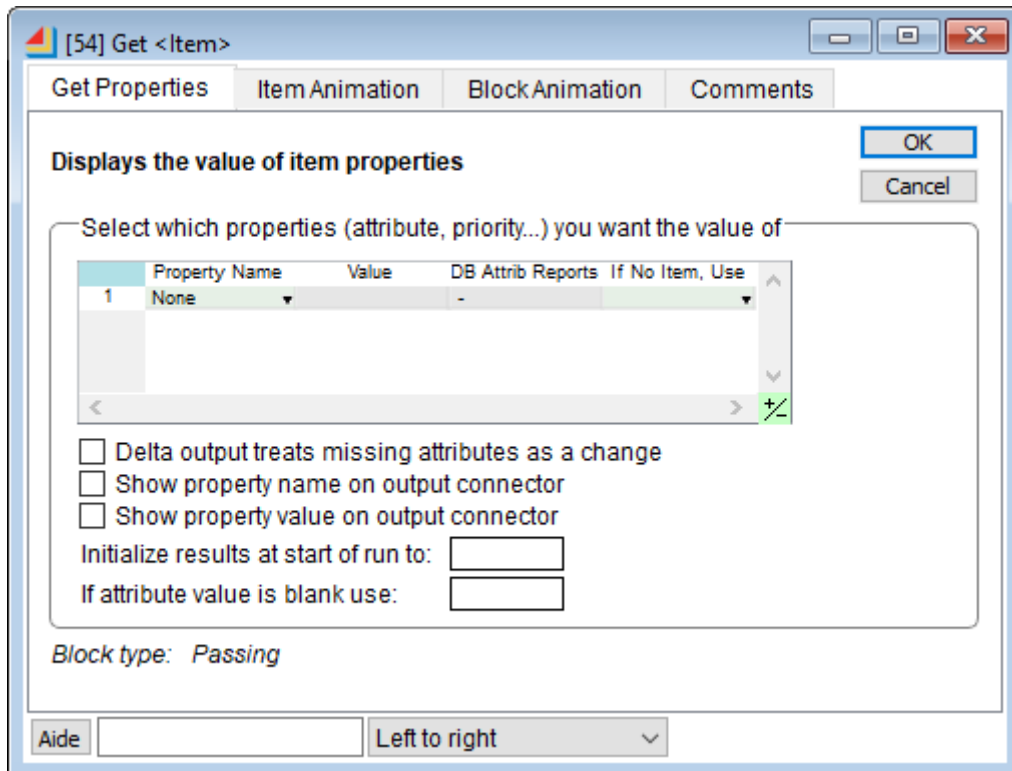 [54] Get <Item>
Get Properties Item Animation Block Animation Comments
OK
Displays the value of item properties
Cancel
Select which properties (attribute, priority...) you want the value of
Property Name Value DB Attrib Reports If No Item, Use
1 None -
+/-
Delta output treats missing attributes as a change
Show property name on output connector
Show property value on output connector
Initialize results at start of run to:
If attribute value is blank use:
Block type: Passing
Aide Left to right